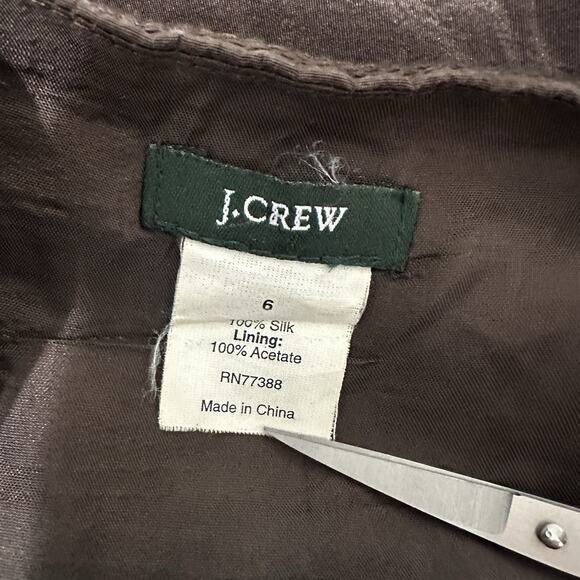 J.CREW
6
100% Silk
Lining:
100% Acetate
RN77388
Made in China